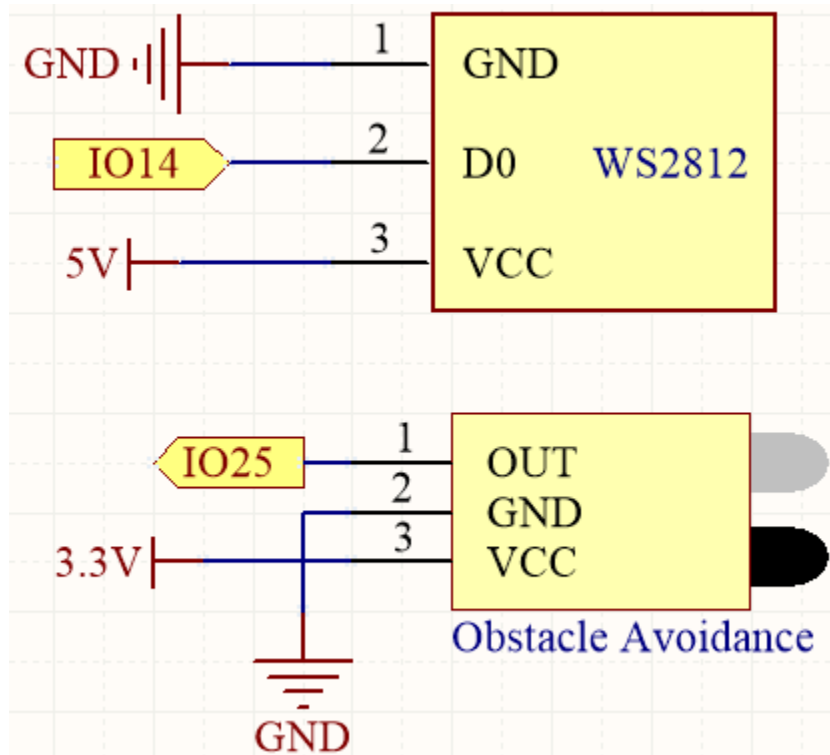 1
GND GND
2
IO14 D0 WS2812
3
5V VCC
1
IO25 OUT
2
GND
3
3.3V VCC
Obstacle Avoidance
GND